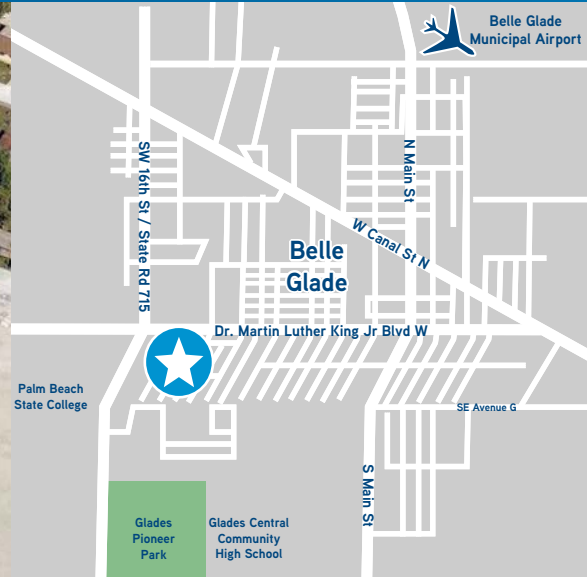 Belle Glade
Municipal Airport
SW 16th St / State Rd 715
N Main St
W Canal St N
Belle
Glade
Dr. Martin Luther King Jr Blvd W
Palm Beach
State College
SE Avenue G
S Main St
Glades
Pioneer
Park
Glades Central
Community
High School